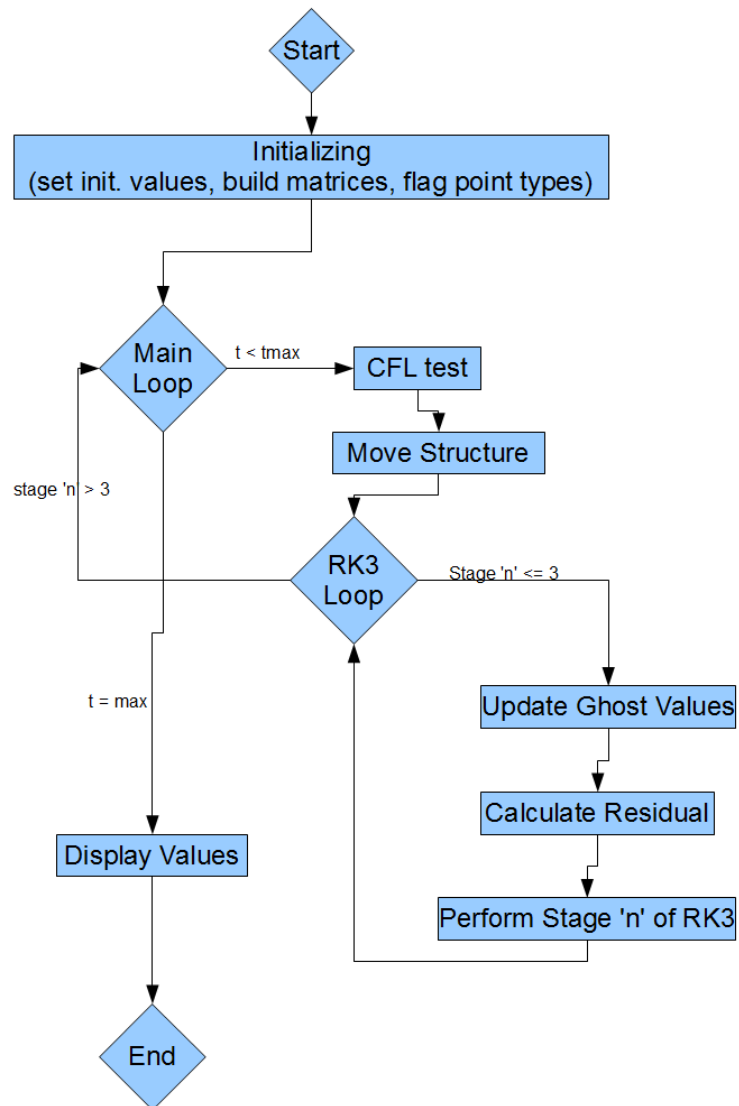 Start
Initializing
(set init. values, build matrices, flag point types)
Main
Loop
t < tmax
CFL test
Move Structure
stage 'n' > 3
RK3
Loop
Stage 'n' <= 3
Update Ghost Values
t = max
Calculate Residual
Display Values
Perform Stage 'n' of RK3
End